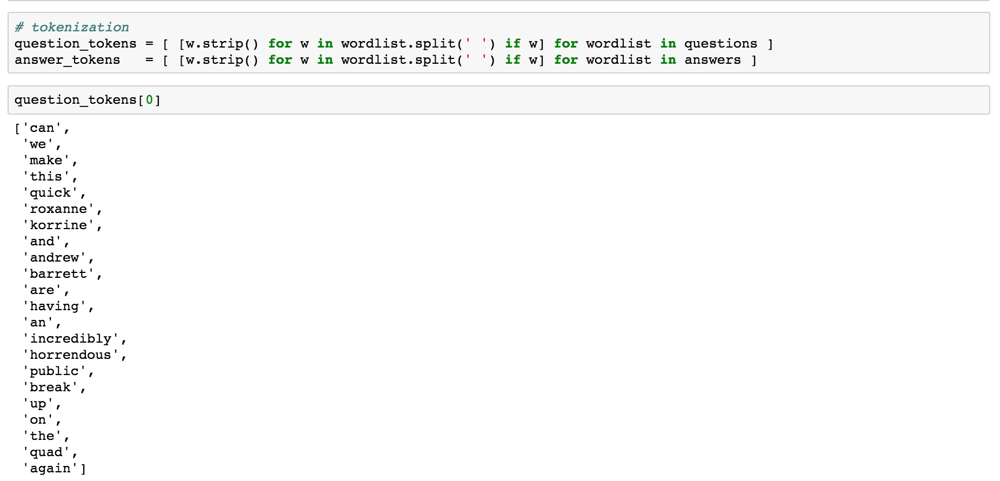 # tokenization
question_tokens = [ [w.strip() for w in wordlist.split(' ') if w] for wordlist in questions ]
answer_tokens   = [ [w.strip() for w in wordlist.split(' ') if w] for wordlist in answers ]
question_tokens[0]
['can',
 'we',
 'make',
 'this',
 'quick',
 'roxanne',
 'korrine',
 'and',
 'andrew',
 'barrett',
 'are',
 'having',
 'an',
 'incredibly',
 'horrendous',
 'public',
 'break',
 'up',
 'on',
 'the',
 'quad',
 'again']